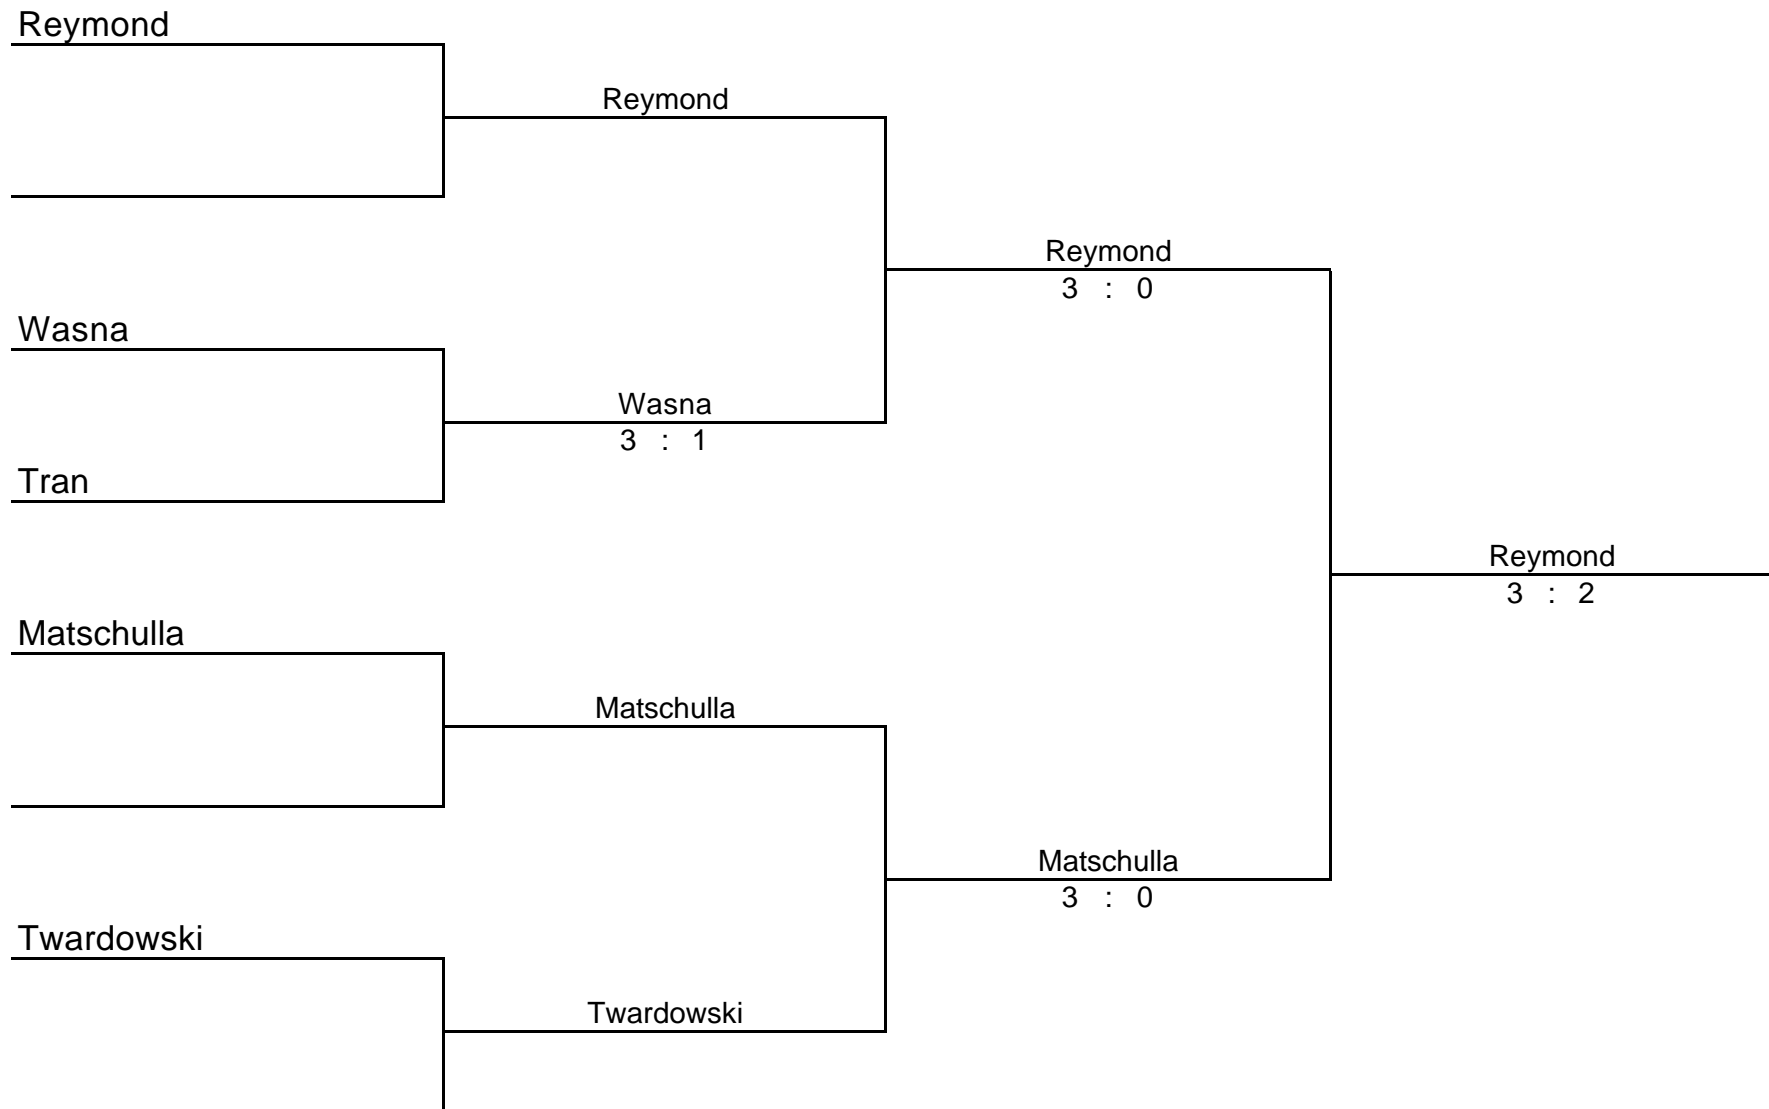 Reymond
Reymond
Reymond
3 : 0
Wasna
Wasna
3 : 1
Tran
Reymond
3 : 2
Matschulla
Matschulla
Matschulla
3 : 0
Twardowski
Twardowski